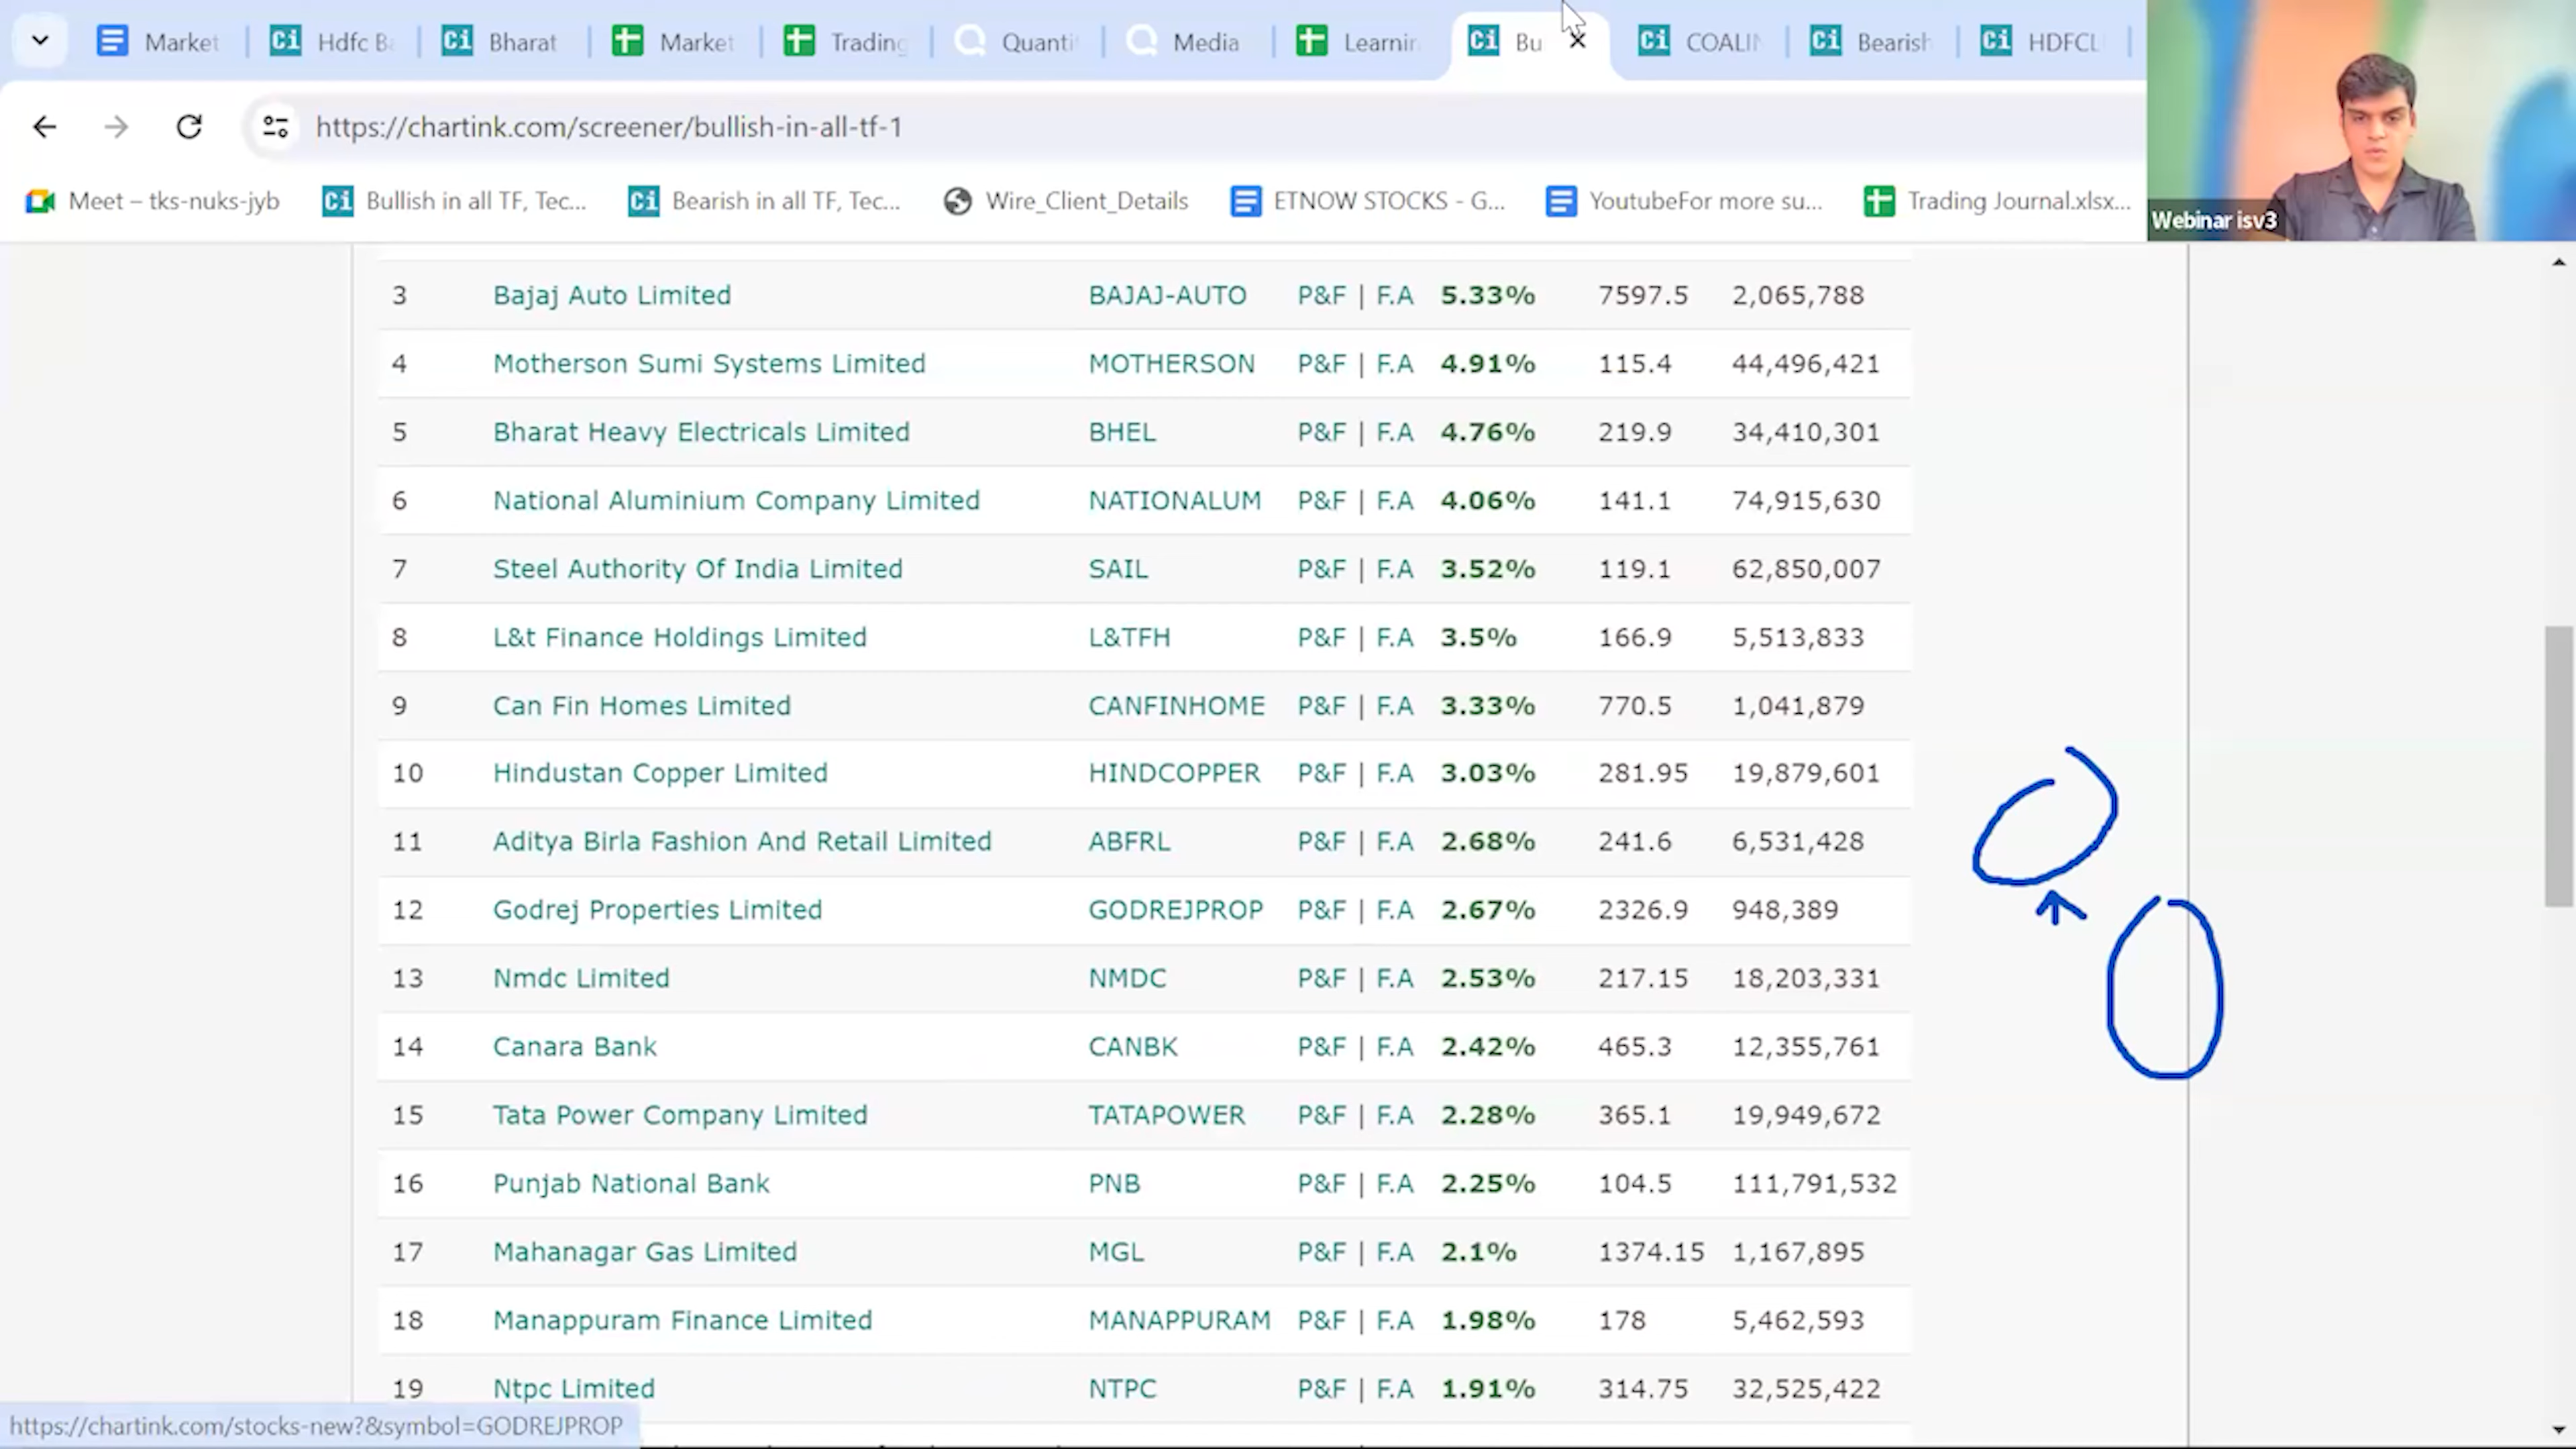 Market Hdfc Ba Bharat Market Trading Quanti Media Learnin Bu COALIN Bearish HDFCL
https://chartink.com/screener/bullish-in-all-tf-1
Meet – tks-nuks-jyb Bullish in all TF, Tec... Bearish in all TF, Tec... Wire_Client_Details ETNOW STOCKS - G... YoutubeFor more su... Trading Journal.xlsx...
Webinar isv3
3 Bajaj Auto Limited BAJAJ-AUTO P&F | F.A 5.33% 7597.5 2,065,788
4 Motherson Sumi Systems Limited MOTHERSON P&F | F.A 4.91% 115.4 44,496,421
5 Bharat Heavy Electricals Limited BHEL P&F | F.A 4.76% 219.9 34,410,301
6 National Aluminium Company Limited NATIONALUM P&F | F.A 4.06% 141.1 74,915,630
7 Steel Authority Of India Limited SAIL P&F | F.A 3.52% 119.1 62,850,007
8 L&t Finance Holdings Limited L&TFH P&F | F.A 3.5% 166.9 5,513,833
9 Can Fin Homes Limited CANFINHOME P&F | F.A 3.33% 770.5 1,041,879
10 Hindustan Copper Limited HINDCOPPER P&F | F.A 3.03% 281.95 19,879,601
11 Aditya Birla Fashion And Retail Limited ABFRL P&F | F.A 2.68% 241.6 6,531,428
12 Godrej Properties Limited GODREJPROP P&F | F.A 2.67% 2326.9 948,389
13 Nmdc Limited NMDC P&F | F.A 2.53% 217.15 18,203,331
14 Canara Bank CANBK P&F | F.A 2.42% 465.3 12,355,761
15 Tata Power Company Limited TATAPOWER P&F | F.A 2.28% 365.1 19,949,672
16 Punjab National Bank PNB P&F | F.A 2.25% 104.5 111,791,532
17 Mahanagar Gas Limited MGL P&F | F.A 2.1% 1374.15 1,167,895
18 Manappuram Finance Limited MANAPPURAM P&F | F.A 1.98% 178 5,462,593
19 Ntpc Limited NTPC P&F | F.A 1.91% 314.75 32,525,422
https://chartink.com/stocks-new?&symbol=GODREJPROP